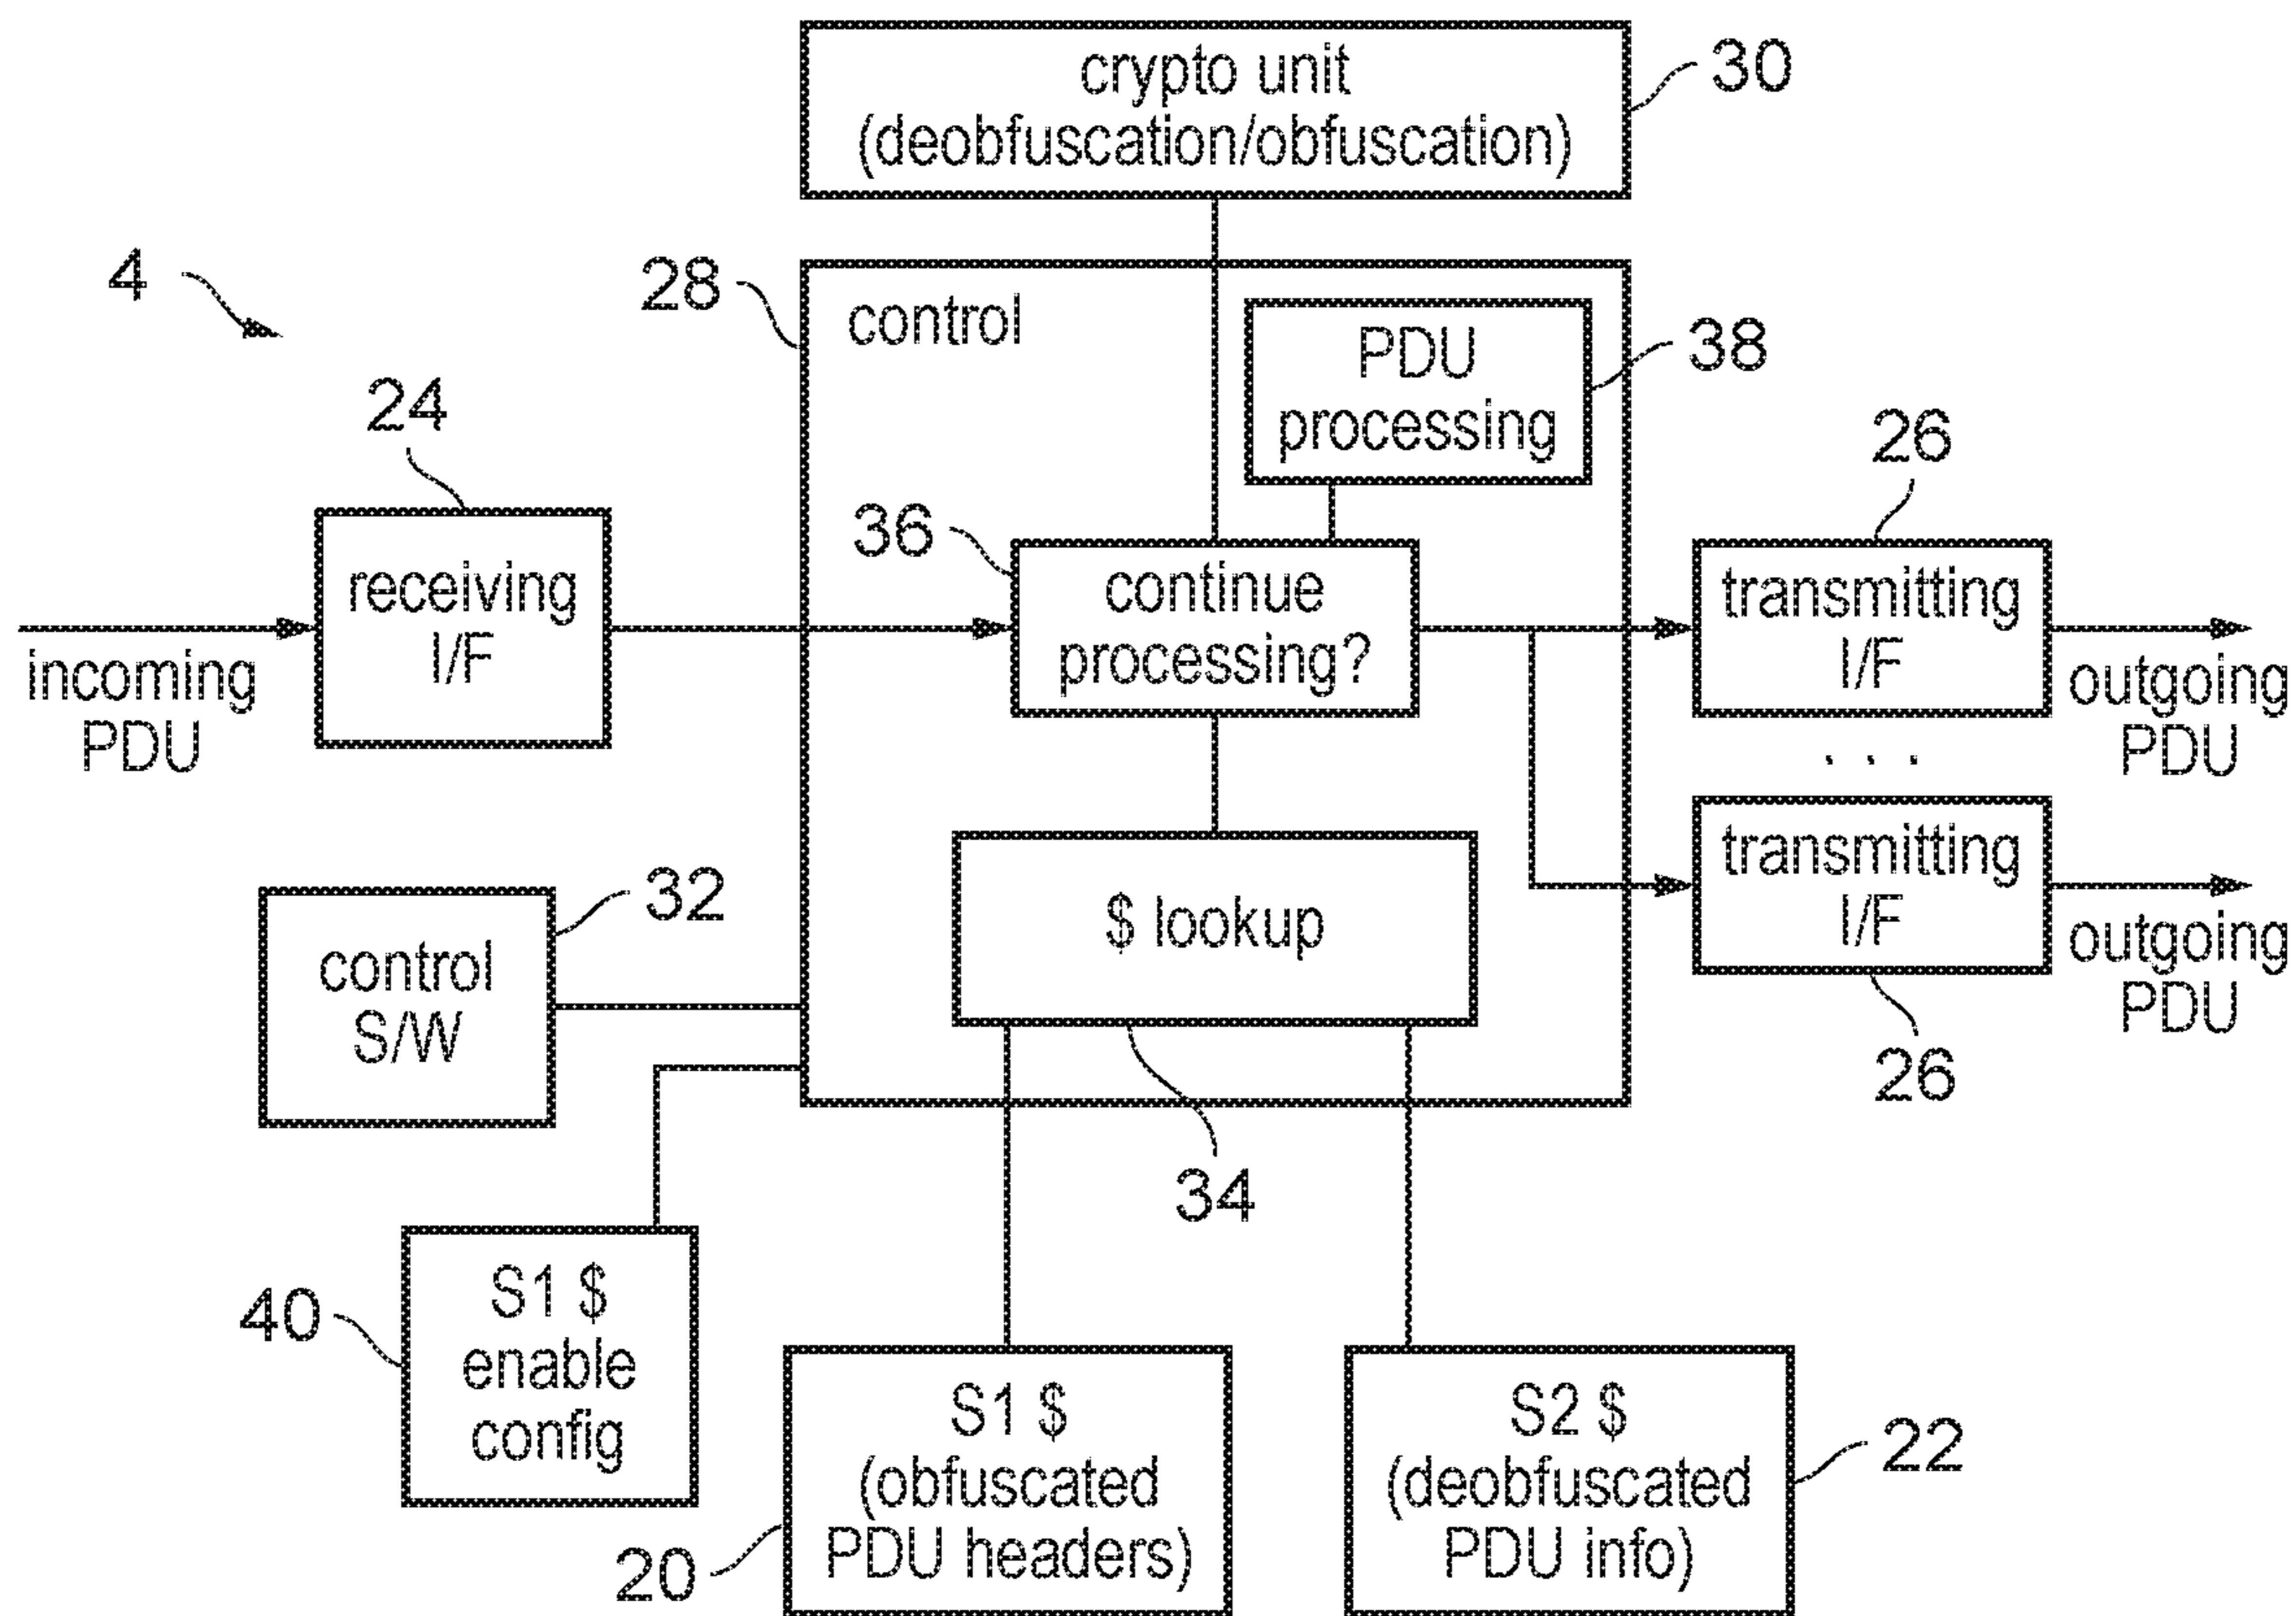 crypto unit
(deobfuscation/obfuscation)
30
4
28
control
PDU
processing
38
24
36
26
receiving
I/F
continue
processing?
transmitting
I/F
incoming
PDU
outgoing
PDU
. . .
32
control
S/W
$ lookup
transmitting
I/F
outgoing
PDU
26
34
40
S1 $
enable
config
S1 $
(obfuscated
PDU headers)
20
S2 $
(deobfuscated
PDU info)
22